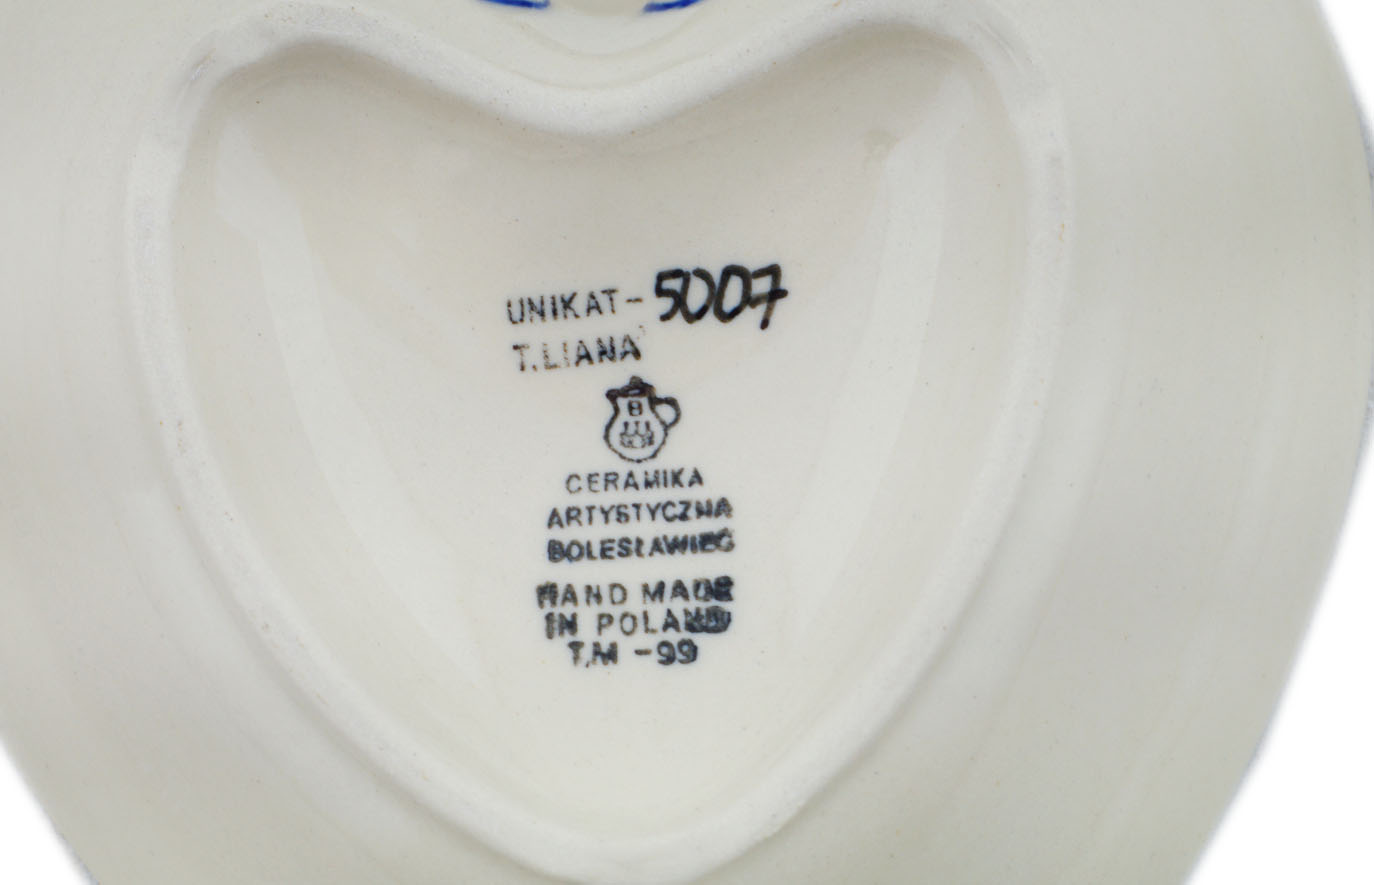 UNIKAT-5007
T.LIANA
B
CERAMIKA
ARTYSTYCZNA
BOLESŁAWIEC
HAND MADE
IN POLAND
T.M -99